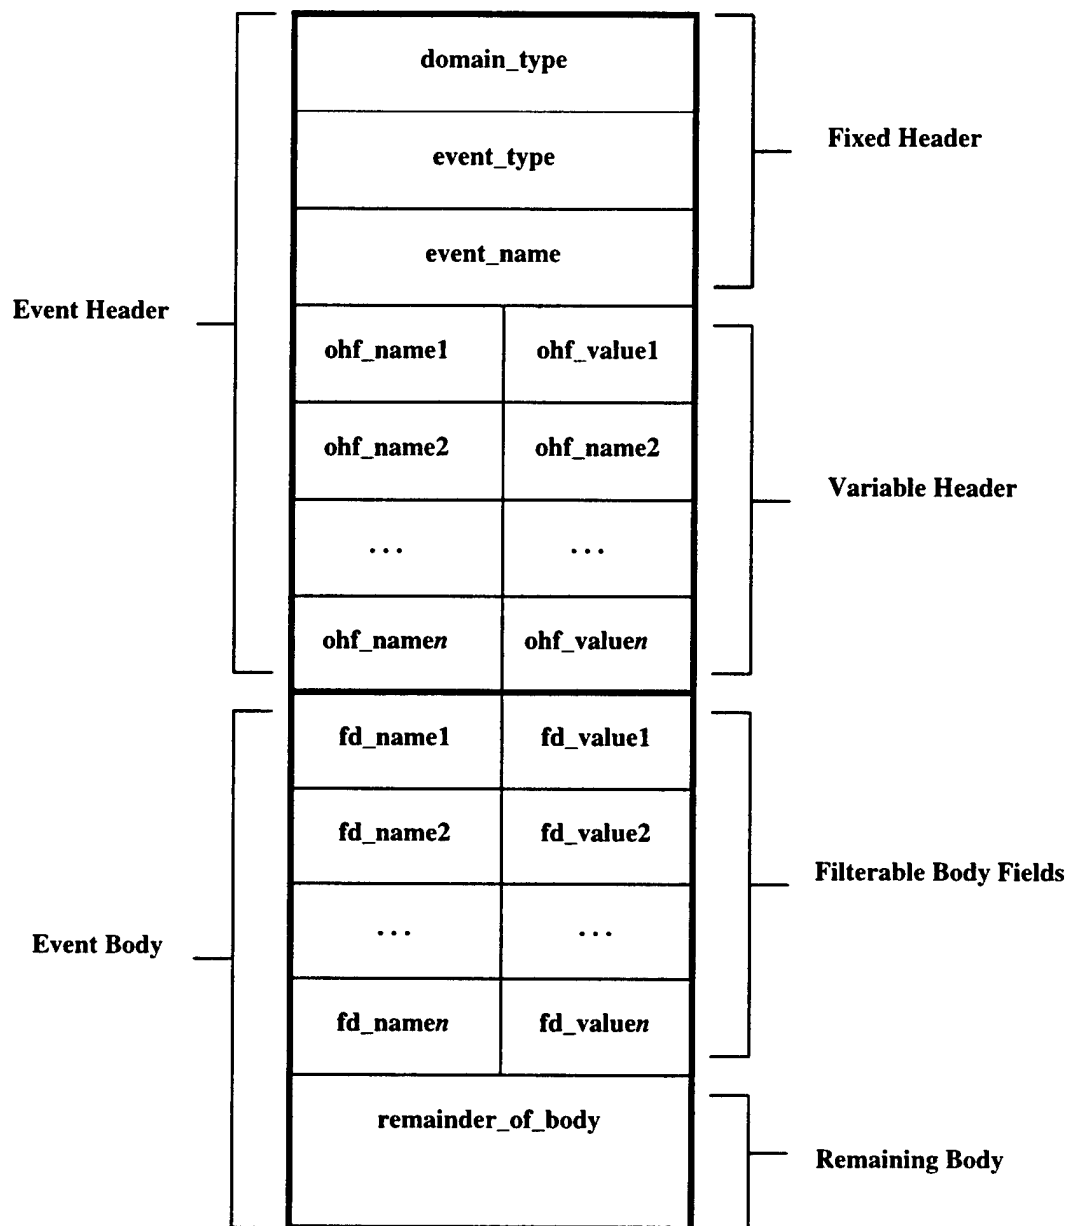 domain_type
Fixed Header
event_type
event_name
Event Header
ohf_name1 ohf_value1
ohf_name2 ohf_name2
Variable Header
... ...
ohf_namen ohf_valuen
fd_name1 fd_value1
fd_name2 fd_value2
Filterable Body Fields
... ...
Event Body
fd_namen fd_valuen
remainder_of_body
Remaining Body